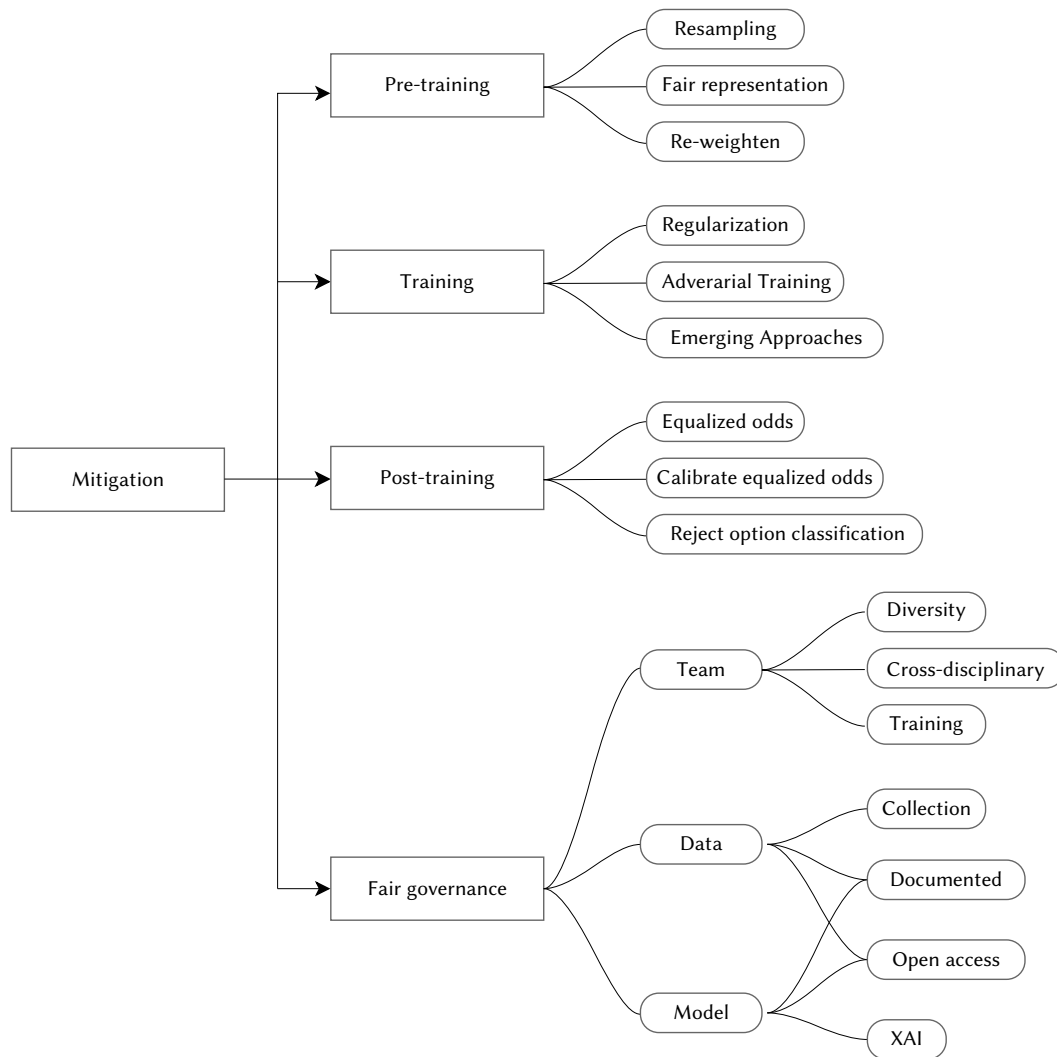 Mitigation
Pre-training
Resampling
Fair representation
Re-weighten
Training
Regularization
Adverarial Training
Emerging Approaches
Post-training
Equalized odds
Calibrate equalized odds
Reject option classification
Fair governance
Team
Diversity
Cross-disciplinary
Training
Data
Collection
Documented
Open access
Model
XAI